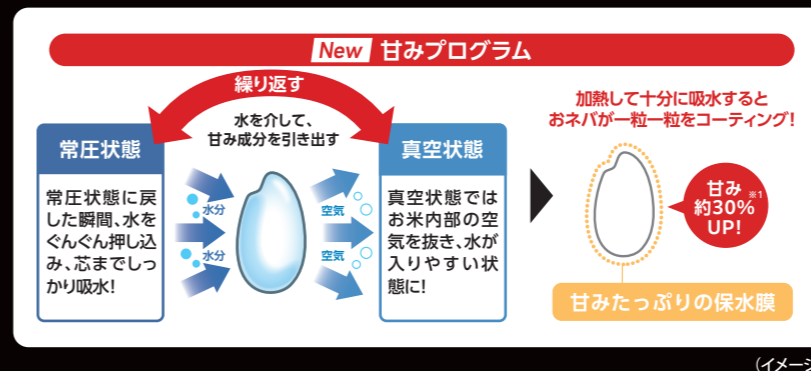 New 甘みプログラム
繰り返す
水を介して、
甘み成分を引き出す
常圧状態
常圧状態に戻
した瞬間、水を
ぐんぐん押し込
み、芯までしっ
かり吸水!
水分
水分
空気
空気
真空状態
真空状態では
お米内部の空
気を抜き、水が
入りやすい状
態に!
加熱して十分に吸水すると
おネバが一粒一粒をコーティング!
甘み
約30%※1
UP!
甘みたっぷりの保水膜
(イメージ